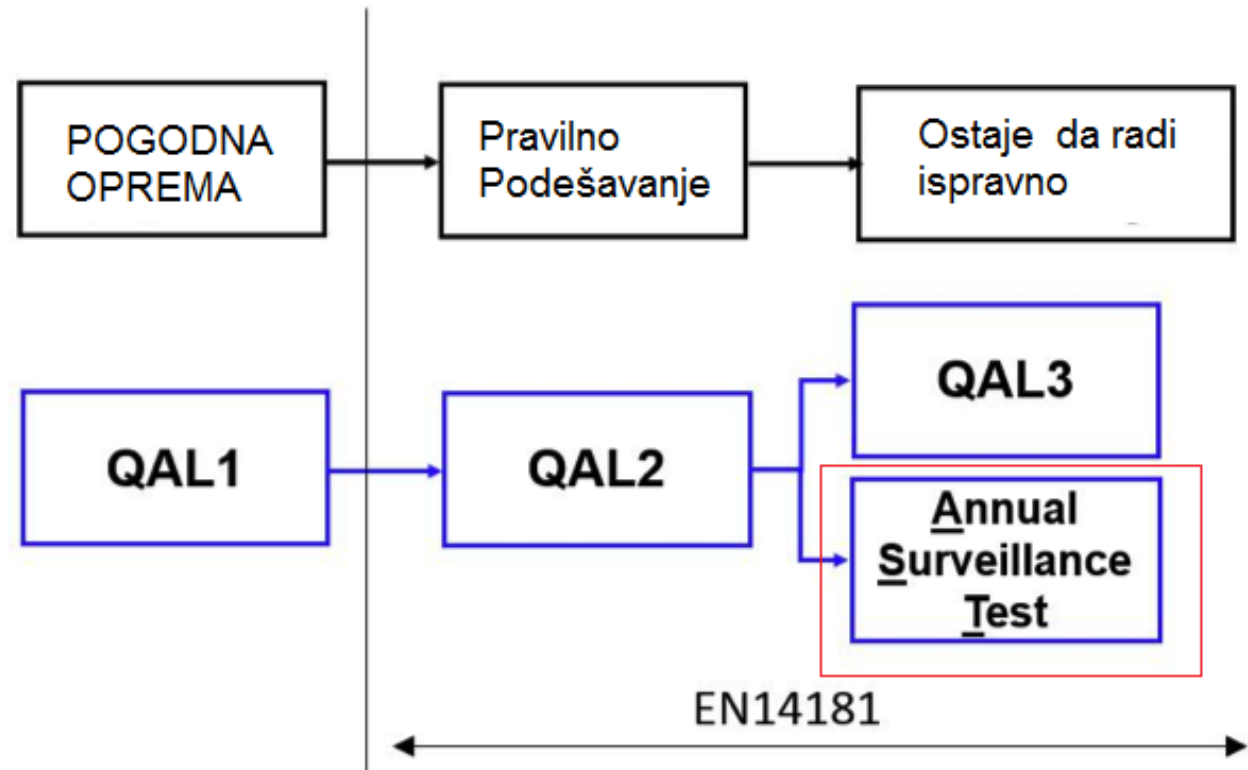 POGODNA
OPREMA
Pravilno
Podešavanje
Ostaje da radi
ispravno
QAL1
QAL2
QAL3
Annual
Surveillance
Test
EN14181